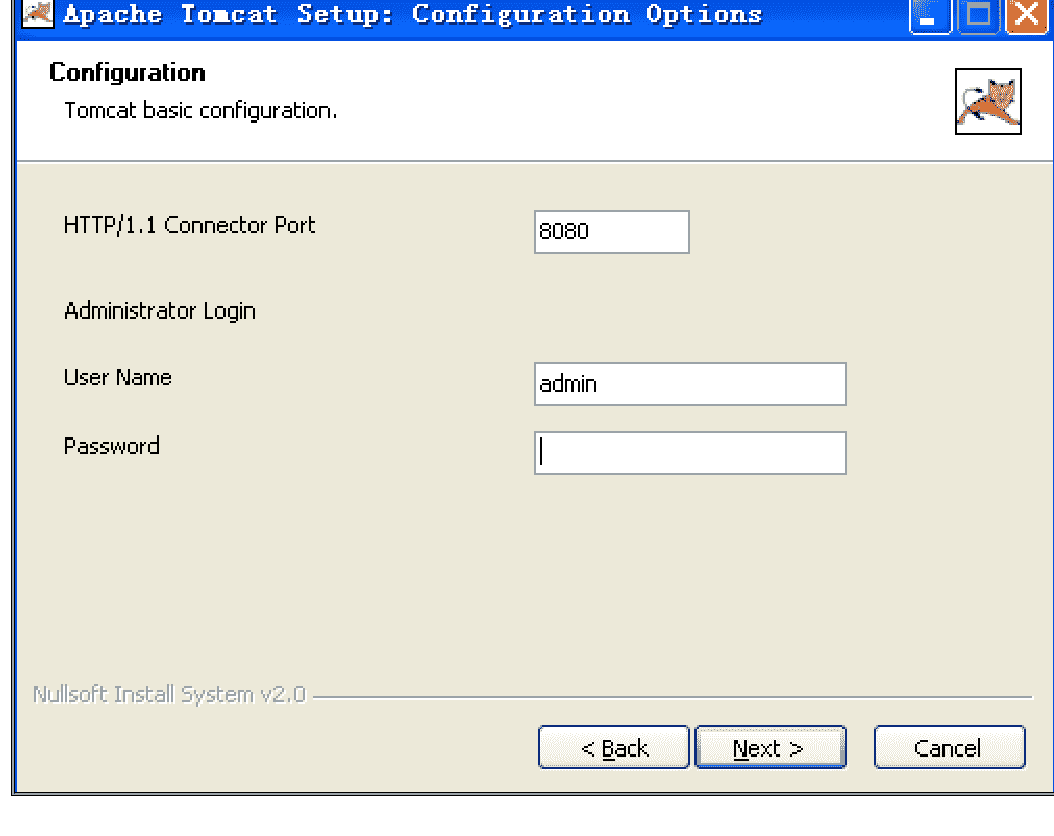 Apache Tomcat Setup: Configuration Options
Configuration
Tomcat basic configuration.
HTTP/1.1 Connector Port
8080
Administrator Login
User Name
admin
Password
Nullsoft Install System v2.0
< Back
Next >
Cancel